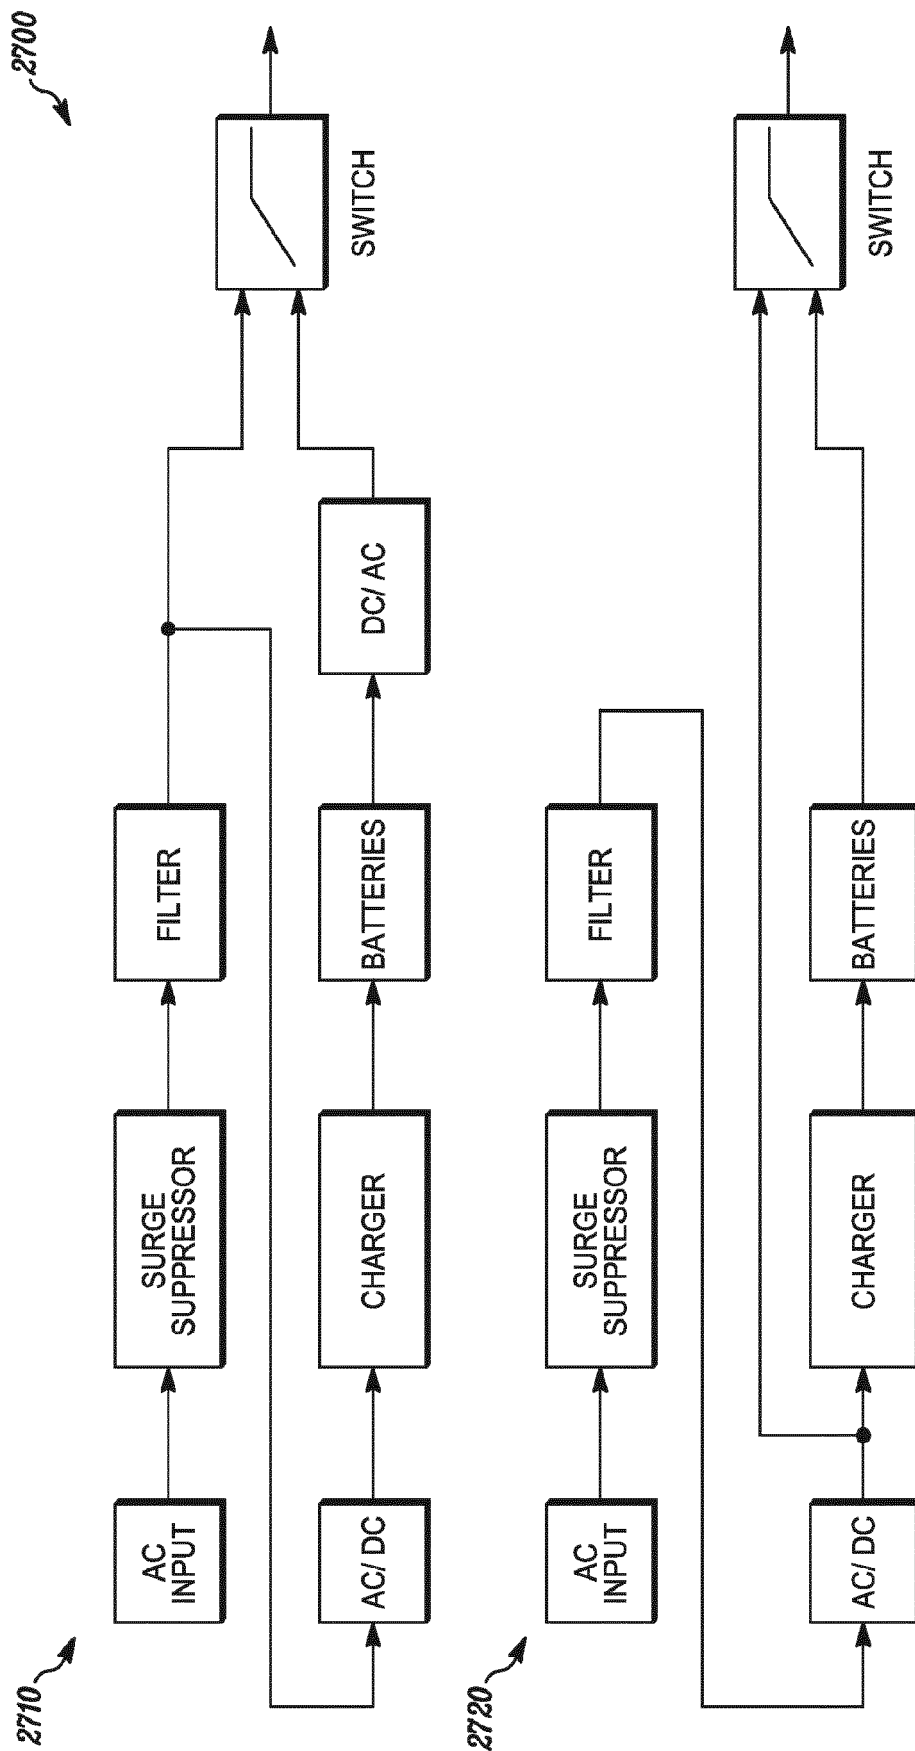 2700
2710
AC
INPUT
SURGE
SUPPRESSOR
FILTER
SWITCH
AC/ DC
CHARGER
BATTERIES
DC/ AC
2720
AC
INPUT
SURGE
SUPPRESSOR
FILTER
SWITCH
AC/ DC
CHARGER
BATTERIES